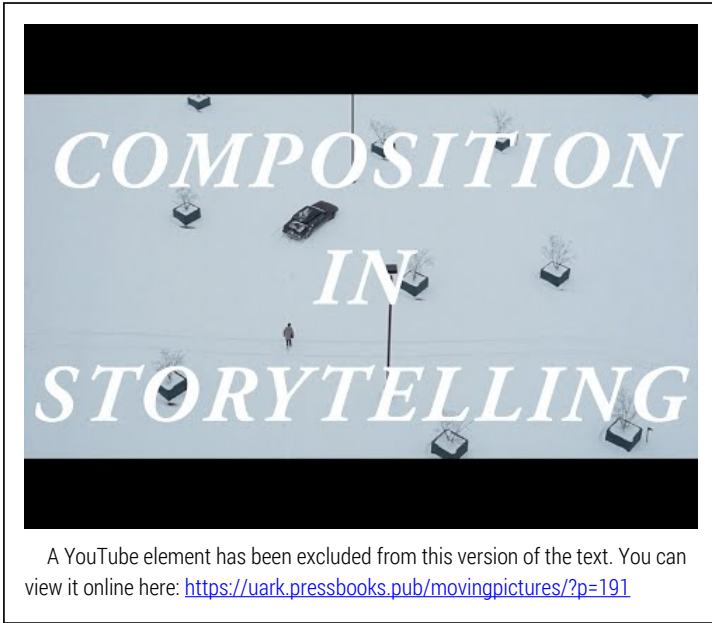 COMPOSITION
IN
STORYTELLING
A YouTube element has been excluded from this version of the text. You can
view it online here: https://uark.pressbooks.pub/movingpictures/?p=191